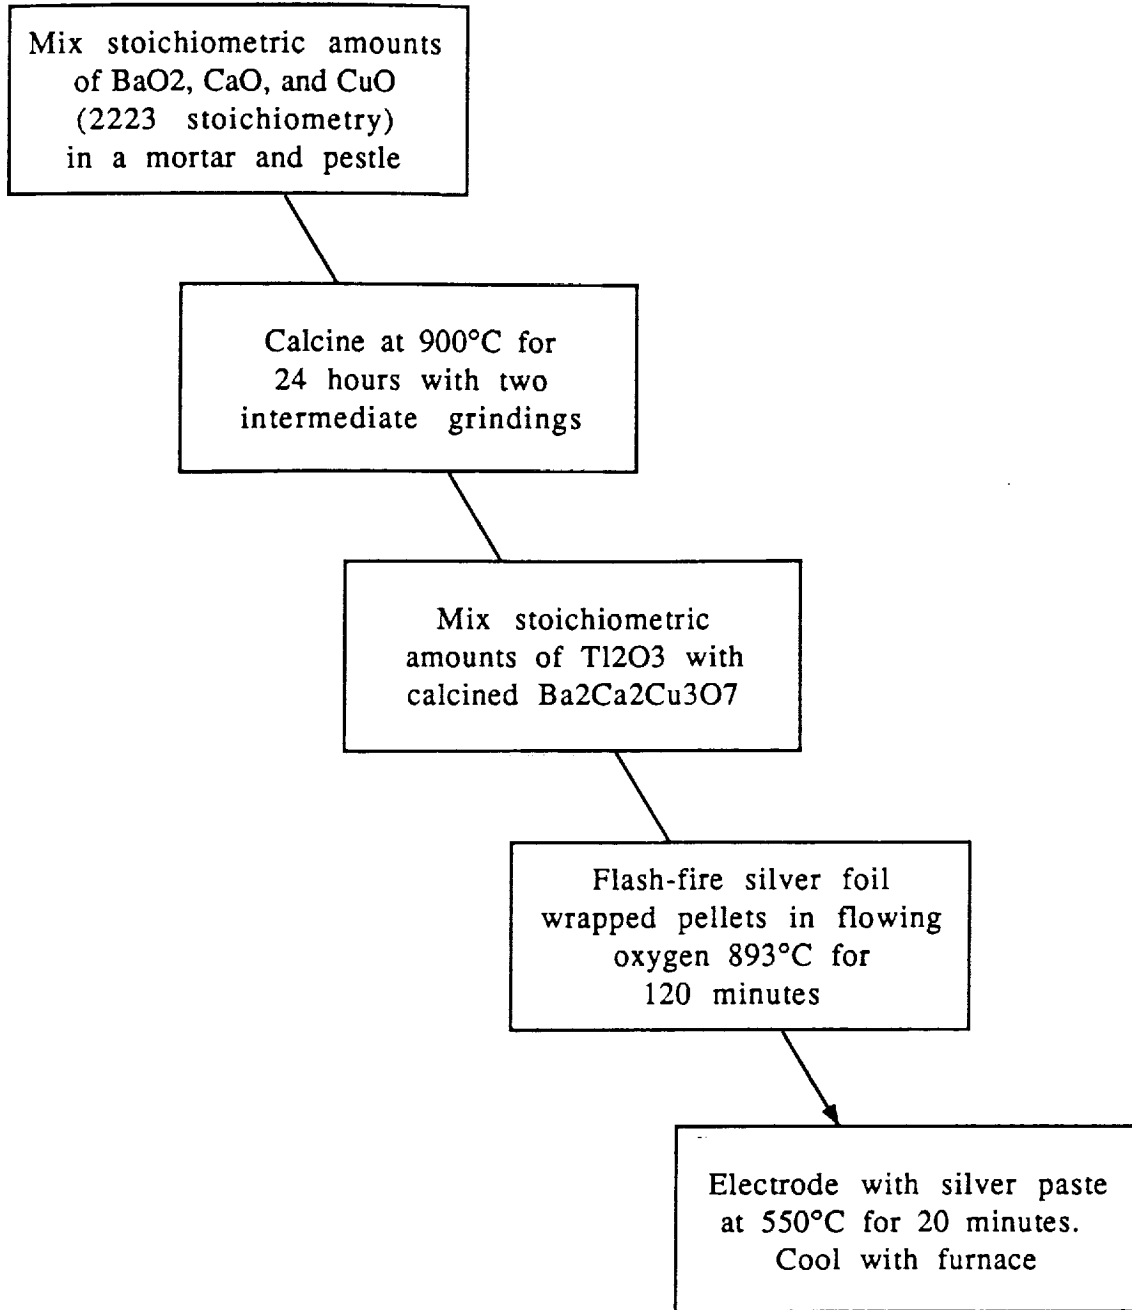 Mix stoichiometric amounts
of BaO2, CaO, and CuO
(2223 stoichiometry)
in a mortar and pestle
Calcine at 900°C for
24 hours with two
intermediate grindings
Mix stoichiometric
amounts of Tl2O3 with
calcined Ba2Ca2Cu3O7
Flash-fire silver foil
wrapped pellets in flowing
oxygen 893°C for
120 minutes
Electrode with silver paste
at 550°C for 20 minutes.
Cool with furnace